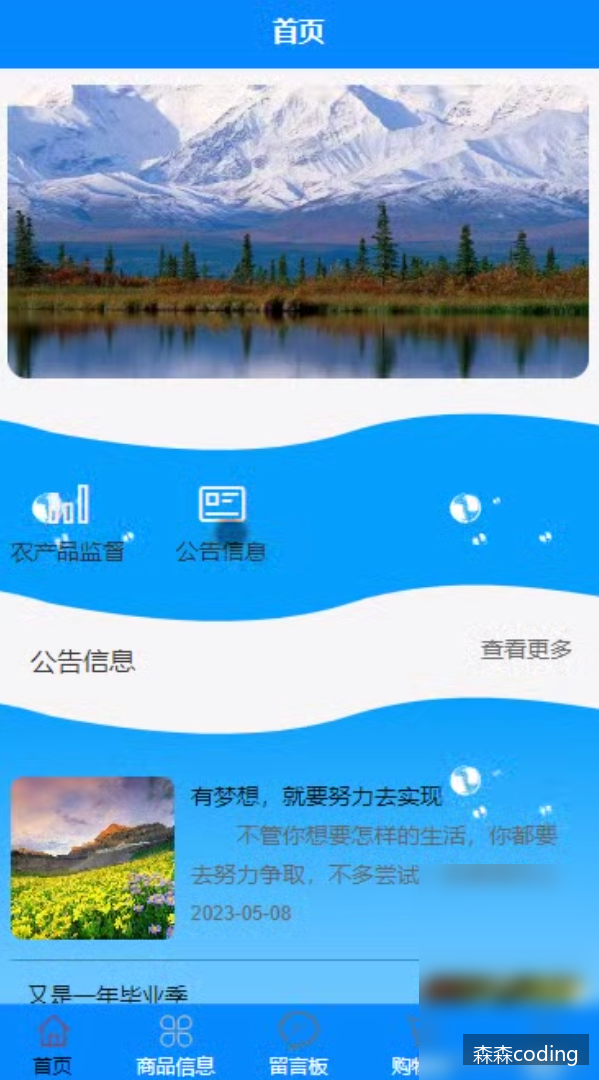 首页
农产品监督
公告信息
公告信息
查看更多
有梦想，就要努力去实现
不管你想要怎样的生活，你都要
去努力争取，不多尝试
2023-05-08
又是一年毕业季
首页
商品信息
留言板
购物
森森coding